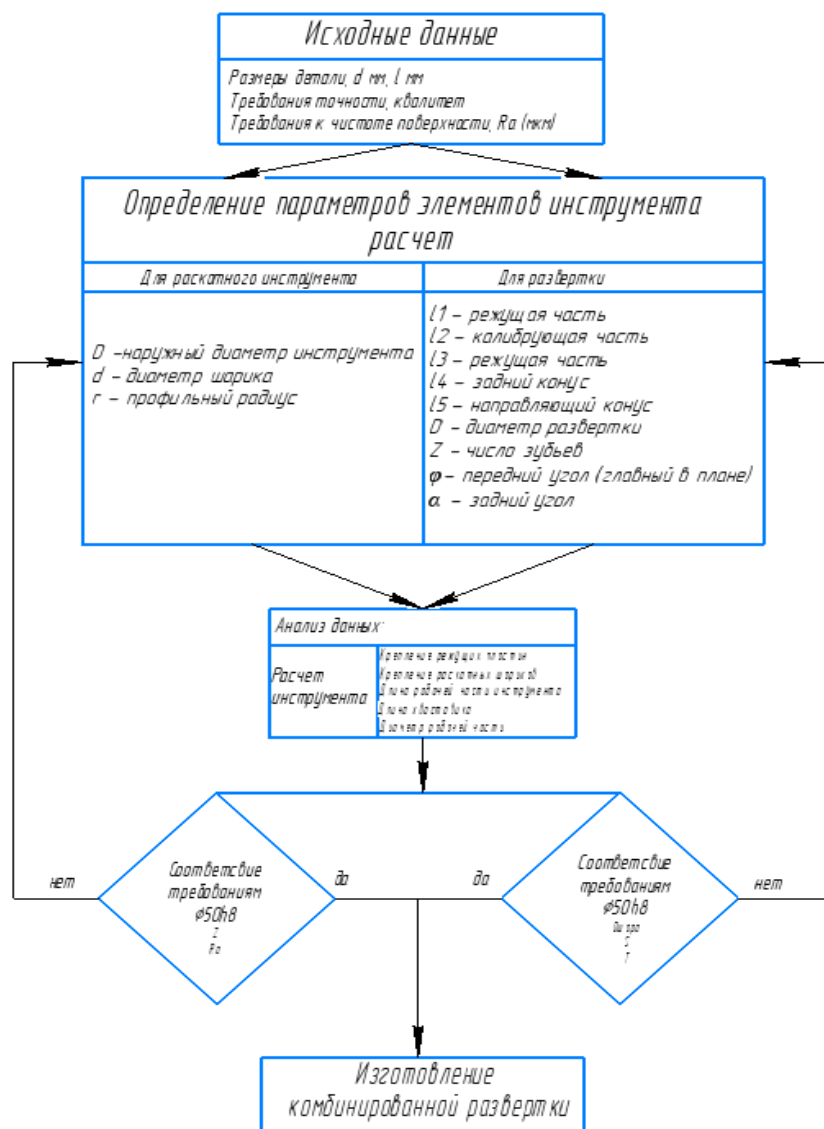 Исходные данные
Размеры детали, d мм, l мм
Требования точности, квалитет
Требования к чистоте поверхности, Ra (мкм)
Определение параметров элементов инструмента
расчет
Для раскатного инструмента
D -наружный диаметр инструмента
d - диаметр шарика
r - профильный радиус
Для развертки
l1 - режущая часть
l2 - калибрующая часть
l3 - режущая часть
l4 - задний конус
l5 - направляющий конус
D - диаметр развертки
Z - число зубьев
φ - передний угол (главный в плане)
α - задний угол
Анализ данных:
Расчет
инструмента
Крепление режущих пластин
Крепление раскатных шариков
Длина рабочей части инструмента
Длина хвостовика
Диаметр рабочей части
нет
Соответсвие
требованиям
φ50h8
Z
Ra
да
да
Соответсвие
требованиям
φ50h8
S
T
нет
Изготовление
комбинированной развертки